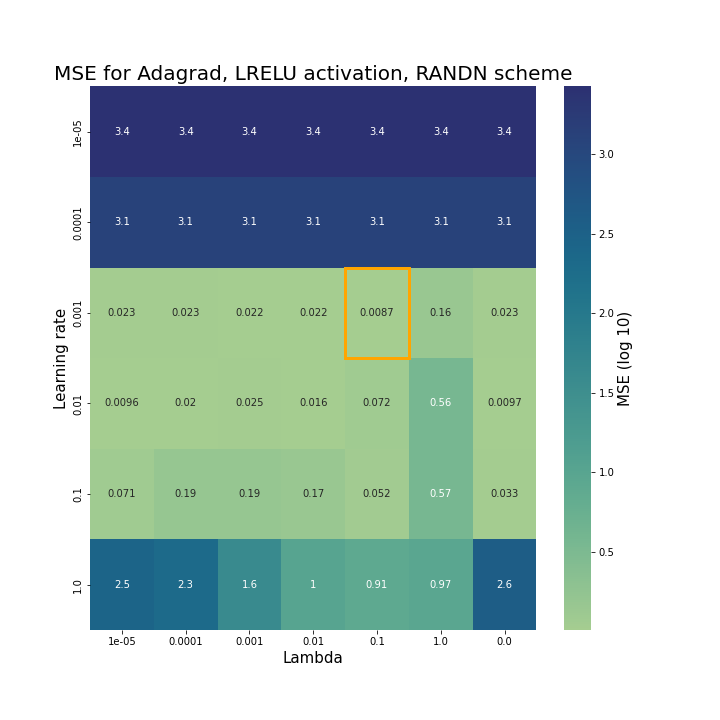 MSE for Adagrad, LRELU activation, RANDN scheme
1e-05 3.4 3.4 3.4 3.4 3.4 3.4 3.4
0.0001 3.1 3.1 3.1 3.1 3.1 3.1 3.1
0.001 0.023 0.023 0.022 0.022 0.0087 0.16 0.023
0.01 0.0096 0.02 0.025 0.016 0.072 0.56 0.0097
0.1 0.071 0.19 0.19 0.17 0.052 0.57 0.033
1.0 2.5 2.3 1.6 1 0.91 0.97 2.6
1e-05 0.0001 0.001 0.01 0.1 1.0 0.0
Lambda
Learning rate
3.0
2.5
2.0
1.5
1.0
0.5
MSE (log 10)